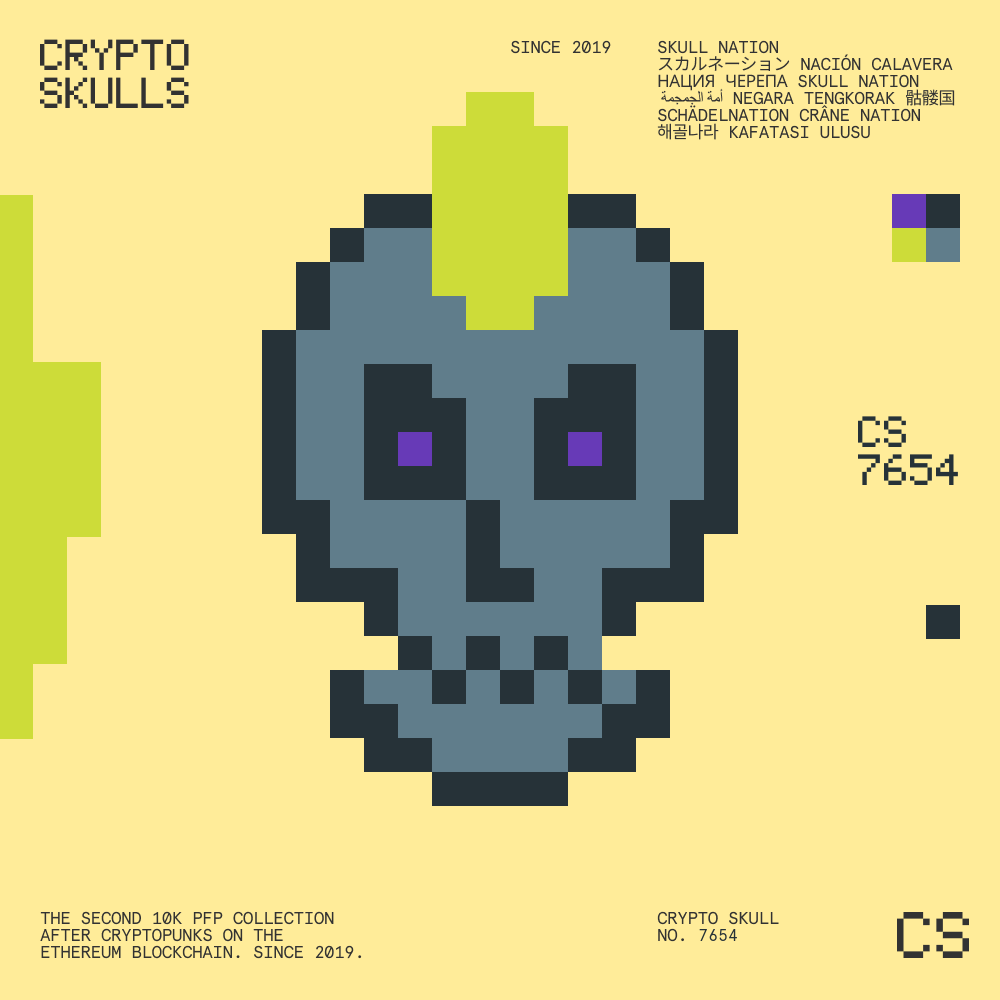 CRYPTO
SKULLS
SINCE 2019
SKULL NATION
スカルネーション NACIÓN CALAVERA
НАЦИЯ ЧЕРЕПА SKULL NATION
أمة الجمجمة NEGARA TENGKORAK 骷髅国
SCHÄDELNATION CRÂNE NATION
해골나라 KAFATASI ULUSU
CS
7654
THE SECOND 10K PFP COLLECTION
AFTER CRYPTOPUNKS ON THE
ETHEREUM BLOCKCHAIN. SINCE 2019.
CRYPTO SKULL
NO. 7654
CS